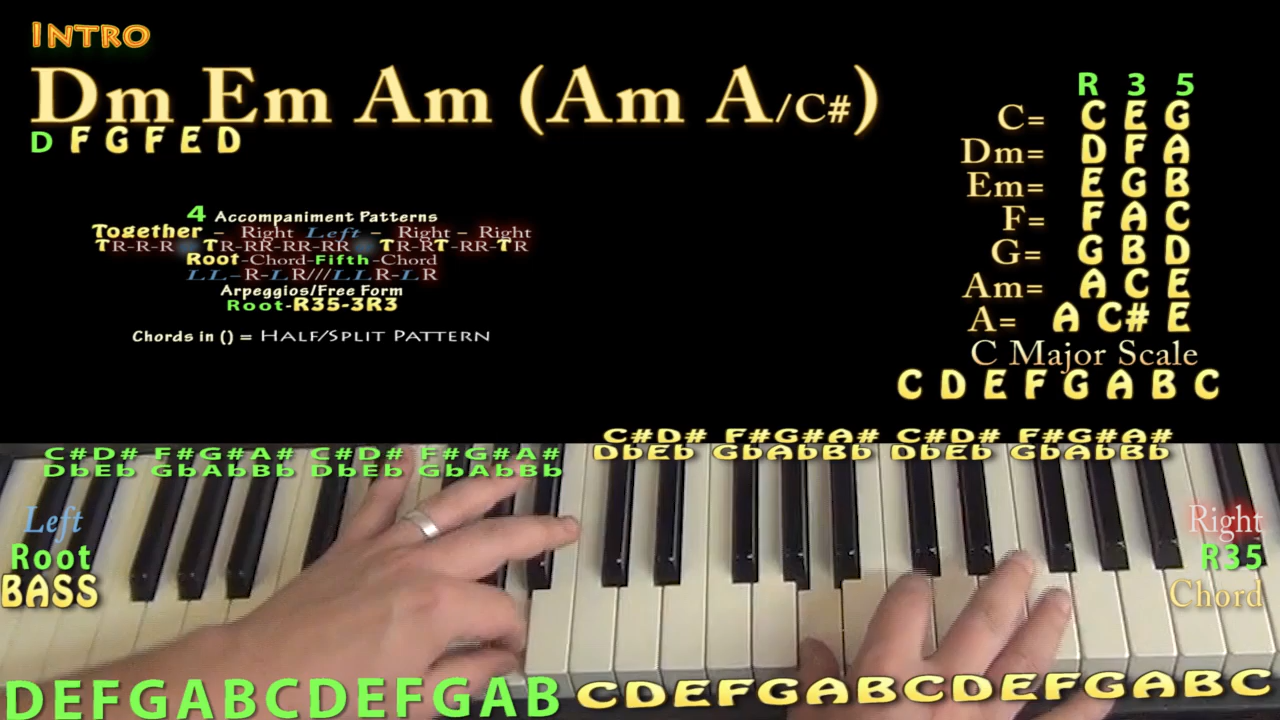 INTRO
Dm Em Am (Am A/C#)
D F G F E D
4 Accompaniment Patterns
Together – Right Left – Right – Right
TR-R-R TR-RR-RR-RR TR-RT-RR-TR
Root-Chord-Fifth-Chord
LL-R-LR///LLR-LR
Arpeggios/Free Form
Root-R35-3R3
Chords in () = HALF/SPLIT PATTERN
R 3 5
C= C E G
Dm= D F A
Em= E G B
F= F A C
G= G B D
Am= A C E
A= A C# E
C Major Scale
C D E F G A B C
C#D# F#G#A# C#D# F#G#A#
DbEb GbAbBb DbEb GbAbBb
C#D# F#G#A# C#D# F#G#A#
DbEb GbAbBb DbEb GbAbBb
Left
Root
BASS
Right
R35
Chord
DEFGABCDEFGAB CDEFGABCDEFGABC